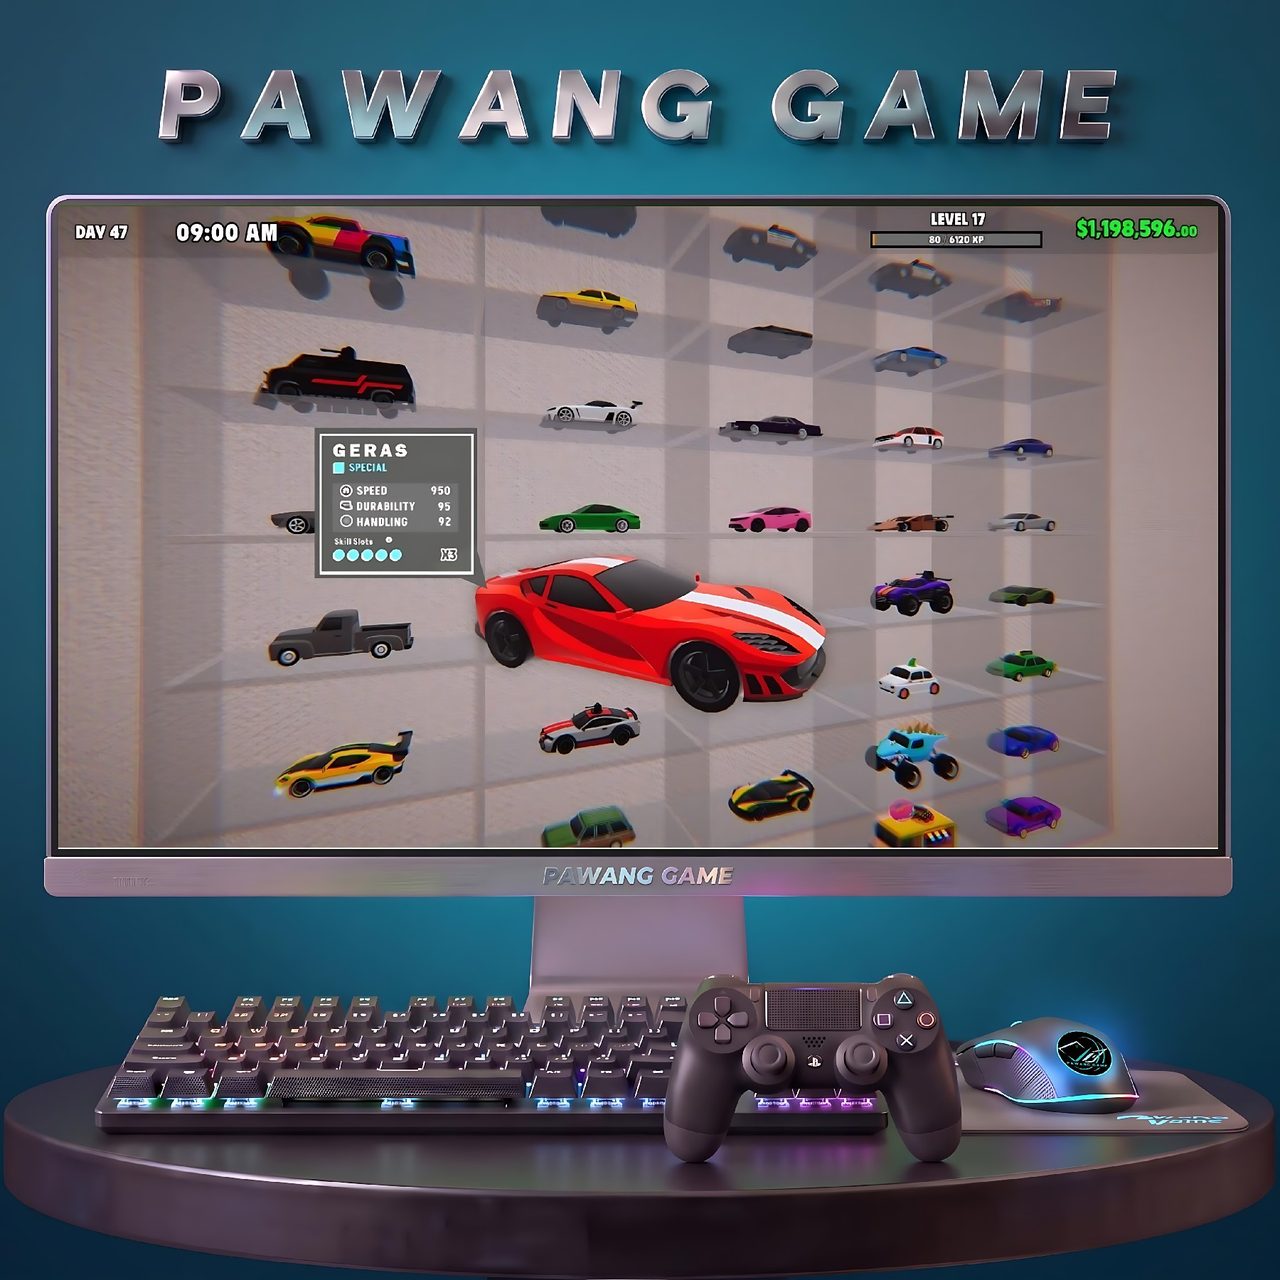 PAWANG GAME
DAY 47
09:00 AM
LEVEL 17
80 / 6120 XP
$1,198,596.00
GERAS
SPECIAL
SPEED 950
DURABILITY 95
HANDLING 92
Skill Slots
X3
PAWANG GAME